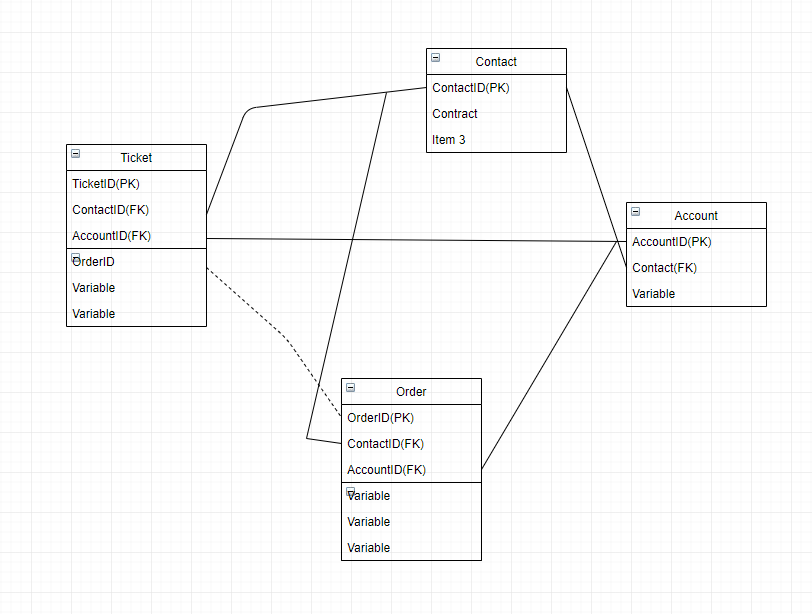 Contact
ContactID(PK)
Contract
Item 3
Ticket
TicketID(PK)
ContactID(FK)
AccountID(FK)
OrderID
Variable
Variable
Account
AccountID(PK)
Contact(FK)
Variable
Order
OrderID(PK)
ContactID(FK)
AccountID(FK)
Variable
Variable
Variable